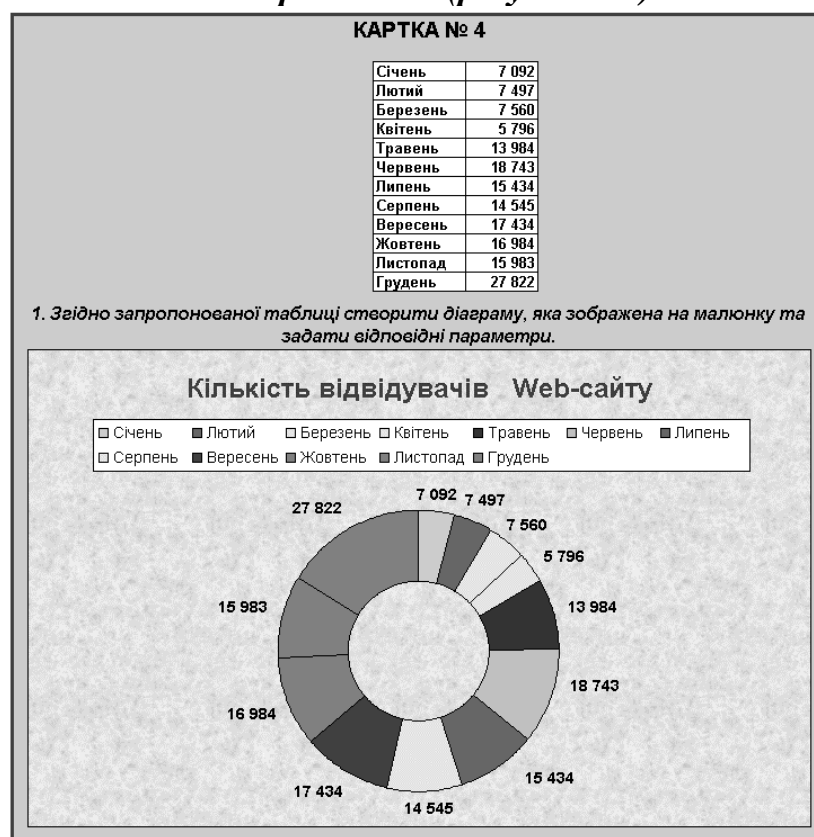 КАРТКА № 4
Січень 7 092
Лютий 7 497
Березень 7 560
Квітень 5 796
Травень 13 984
Червень 18 743
Липень 15 434
Серпень 14 545
Вересень 17 434
Жовтень 16 984
Листопад 15 983
Грудень 27 822
1. Згідно запропонованої таблиці створити діаграму, яка зображена на малюнку та
задати відповідні параметри.
Кількість відвідувачів Web-сайту
Січень Лютий Березень Квітень Травень Червень Липень
Серпень Вересень Жовтень Листопад Грудень
7 092
7 497
7 560
5 796
13 984
18 743
15 434
14 545
17 434
16 984
15 983
27 822